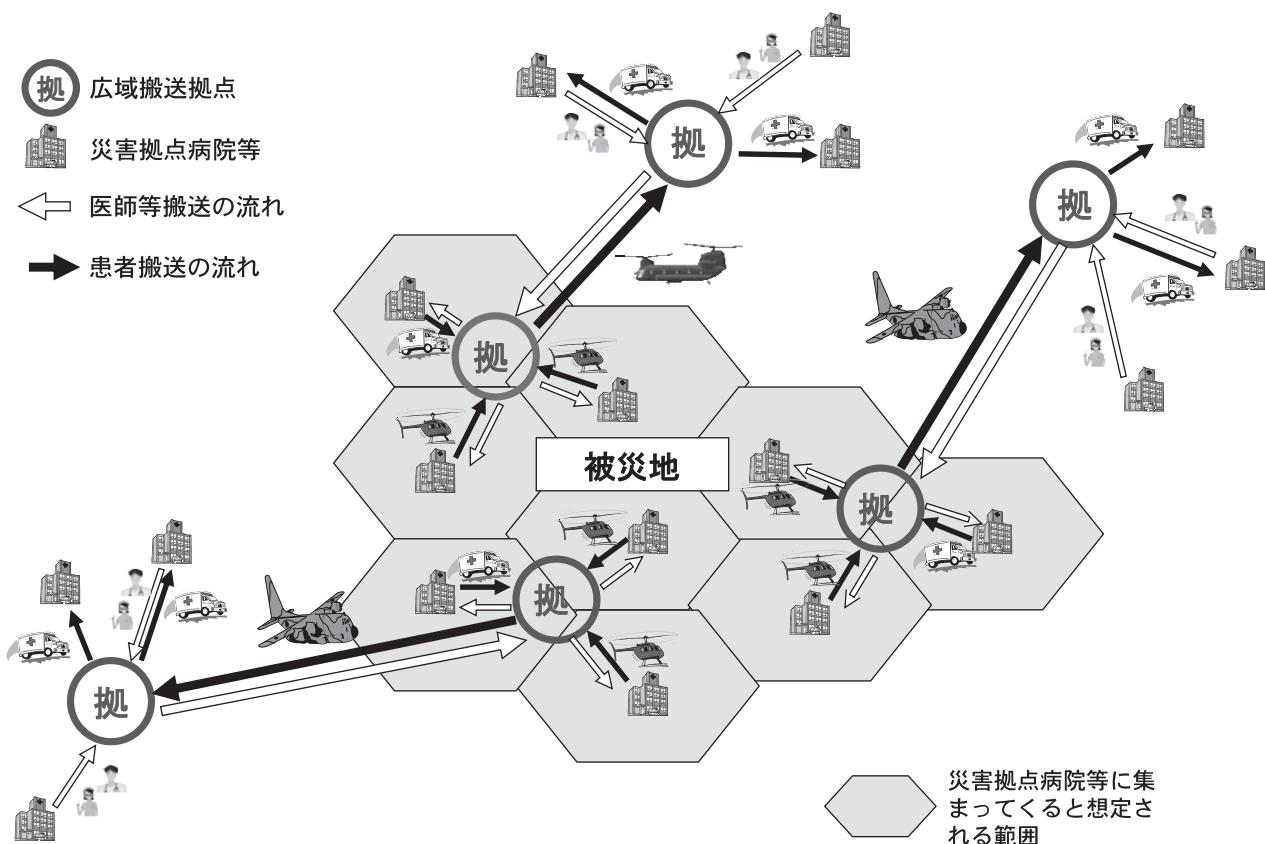 拠 広域搬送拠点
災害拠点病院等
医師等搬送の流れ
患者搬送の流れ
拠
拠
拠
被災地
拠
拠
拠
災害拠点病院等に集
まってくると想定さ
れる範囲